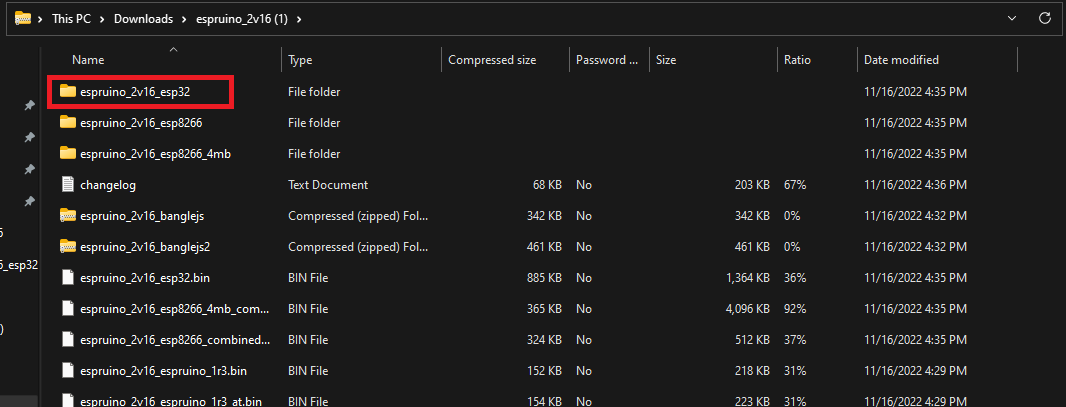 This PC > Downloads > espruino_2v16 (1) >
Name Type Compressed size Password ... Size Ratio Date modified
espruino_2v16_esp32 File folder 11/16/2022 4:35 PM
espruino_2v16_esp8266 File folder 11/16/2022 4:35 PM
espruino_2v16_esp8266_4mb File folder 11/16/2022 4:35 PM
changelog Text Document 68 KB No 203 KB 67% 11/16/2022 4:36 PM
espruino_2v16_banglejs Compressed (zipped) Fol... 342 KB No 342 KB 0% 11/16/2022 4:32 PM
espruino_2v16_banglejs2 Compressed (zipped) Fol... 461 KB No 461 KB 0% 11/16/2022 4:32 PM
6_esp32 espruino_2v16_esp32.bin BIN File 885 KB No 1,364 KB 36% 11/16/2022 4:35 PM
espruino_2v16_esp8266_4mb_com... BIN File 365 KB No 4,096 KB 92% 11/16/2022 4:35 PM
) espruino_2v16_esp8266_combined... BIN File 324 KB No 512 KB 37% 11/16/2022 4:35 PM
espruino_2v16_espruino_1r3.bin BIN File 152 KB No 218 KB 31% 11/16/2022 4:29 PM
espruino_2v16_espruino_1r3_at.bin BIN File 154 KB No 223 KB 31% 11/16/2022 4:29 PM